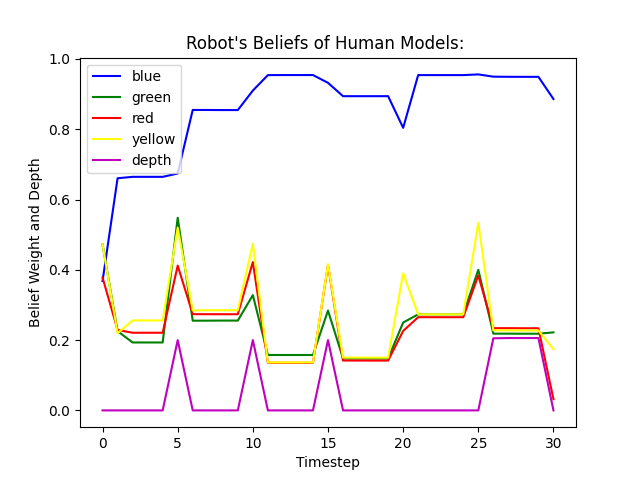 Robot's Beliefs of Human Models:
blue
green
red
yellow
depth
Belief Weight and Depth
1.0
0.8
0.6
0.4
0.2
0.0
0 5 10 15 20 25 30
Timestep